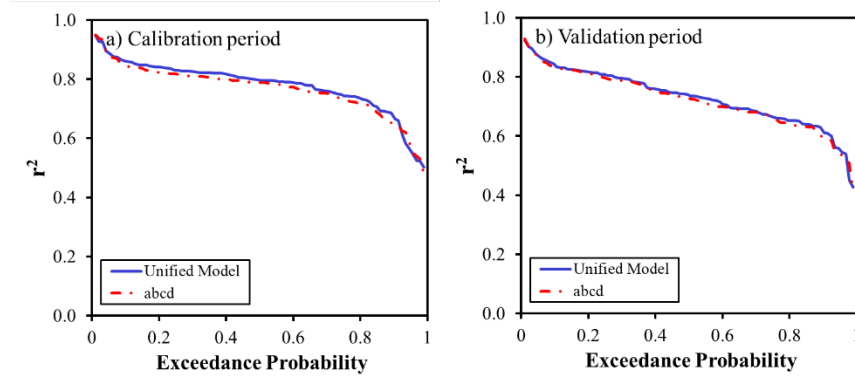 a) Calibration period
1.0
0.8
0.6
0.4
0.2
0.0
r²
Unified Model
abcd
0 0.2 0.4 0.6 0.8 1
Exceedance Probability
b) Validation period
1.0
0.8
0.6
0.4
0.2
0.0
r²
Unified Model
abcd
0 0.2 0.4 0.6 0.8 1
Exceedance Probability